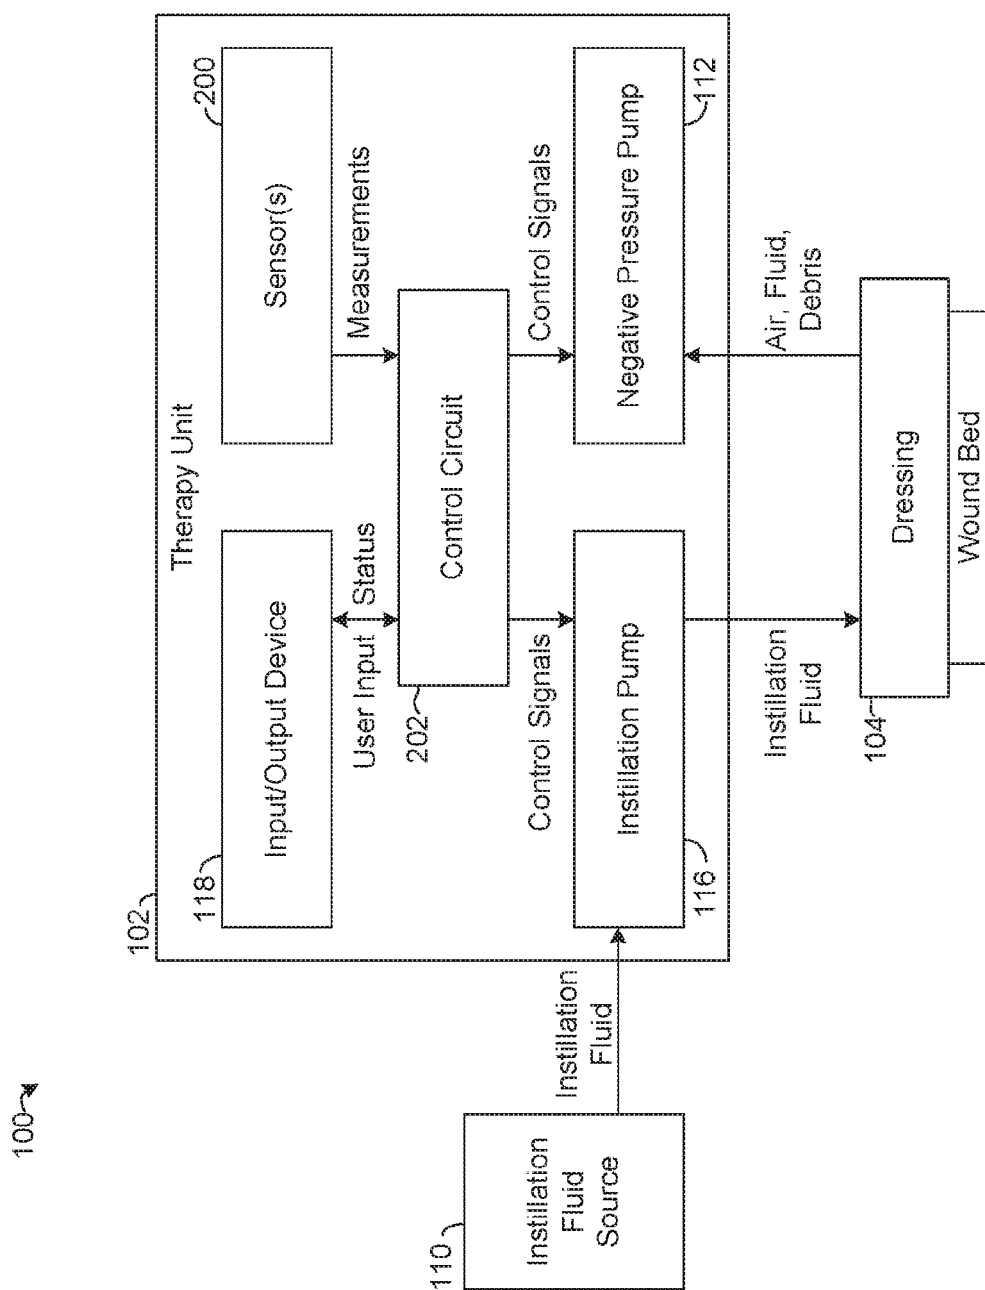 100
102
Therapy Unit
118
Input/Output Device
200
Sensor(s)
User Input
Status
Measurements
202
Control Circuit
Control Signals
Control Signals
110
Instillation
Fluid
Source
Instillation
Fluid
Instillation Pump
116
Negative Pressure Pump
112
Instillation
Fluid
Air, Fluid,
Debris
104
Dressing
Wound Bed